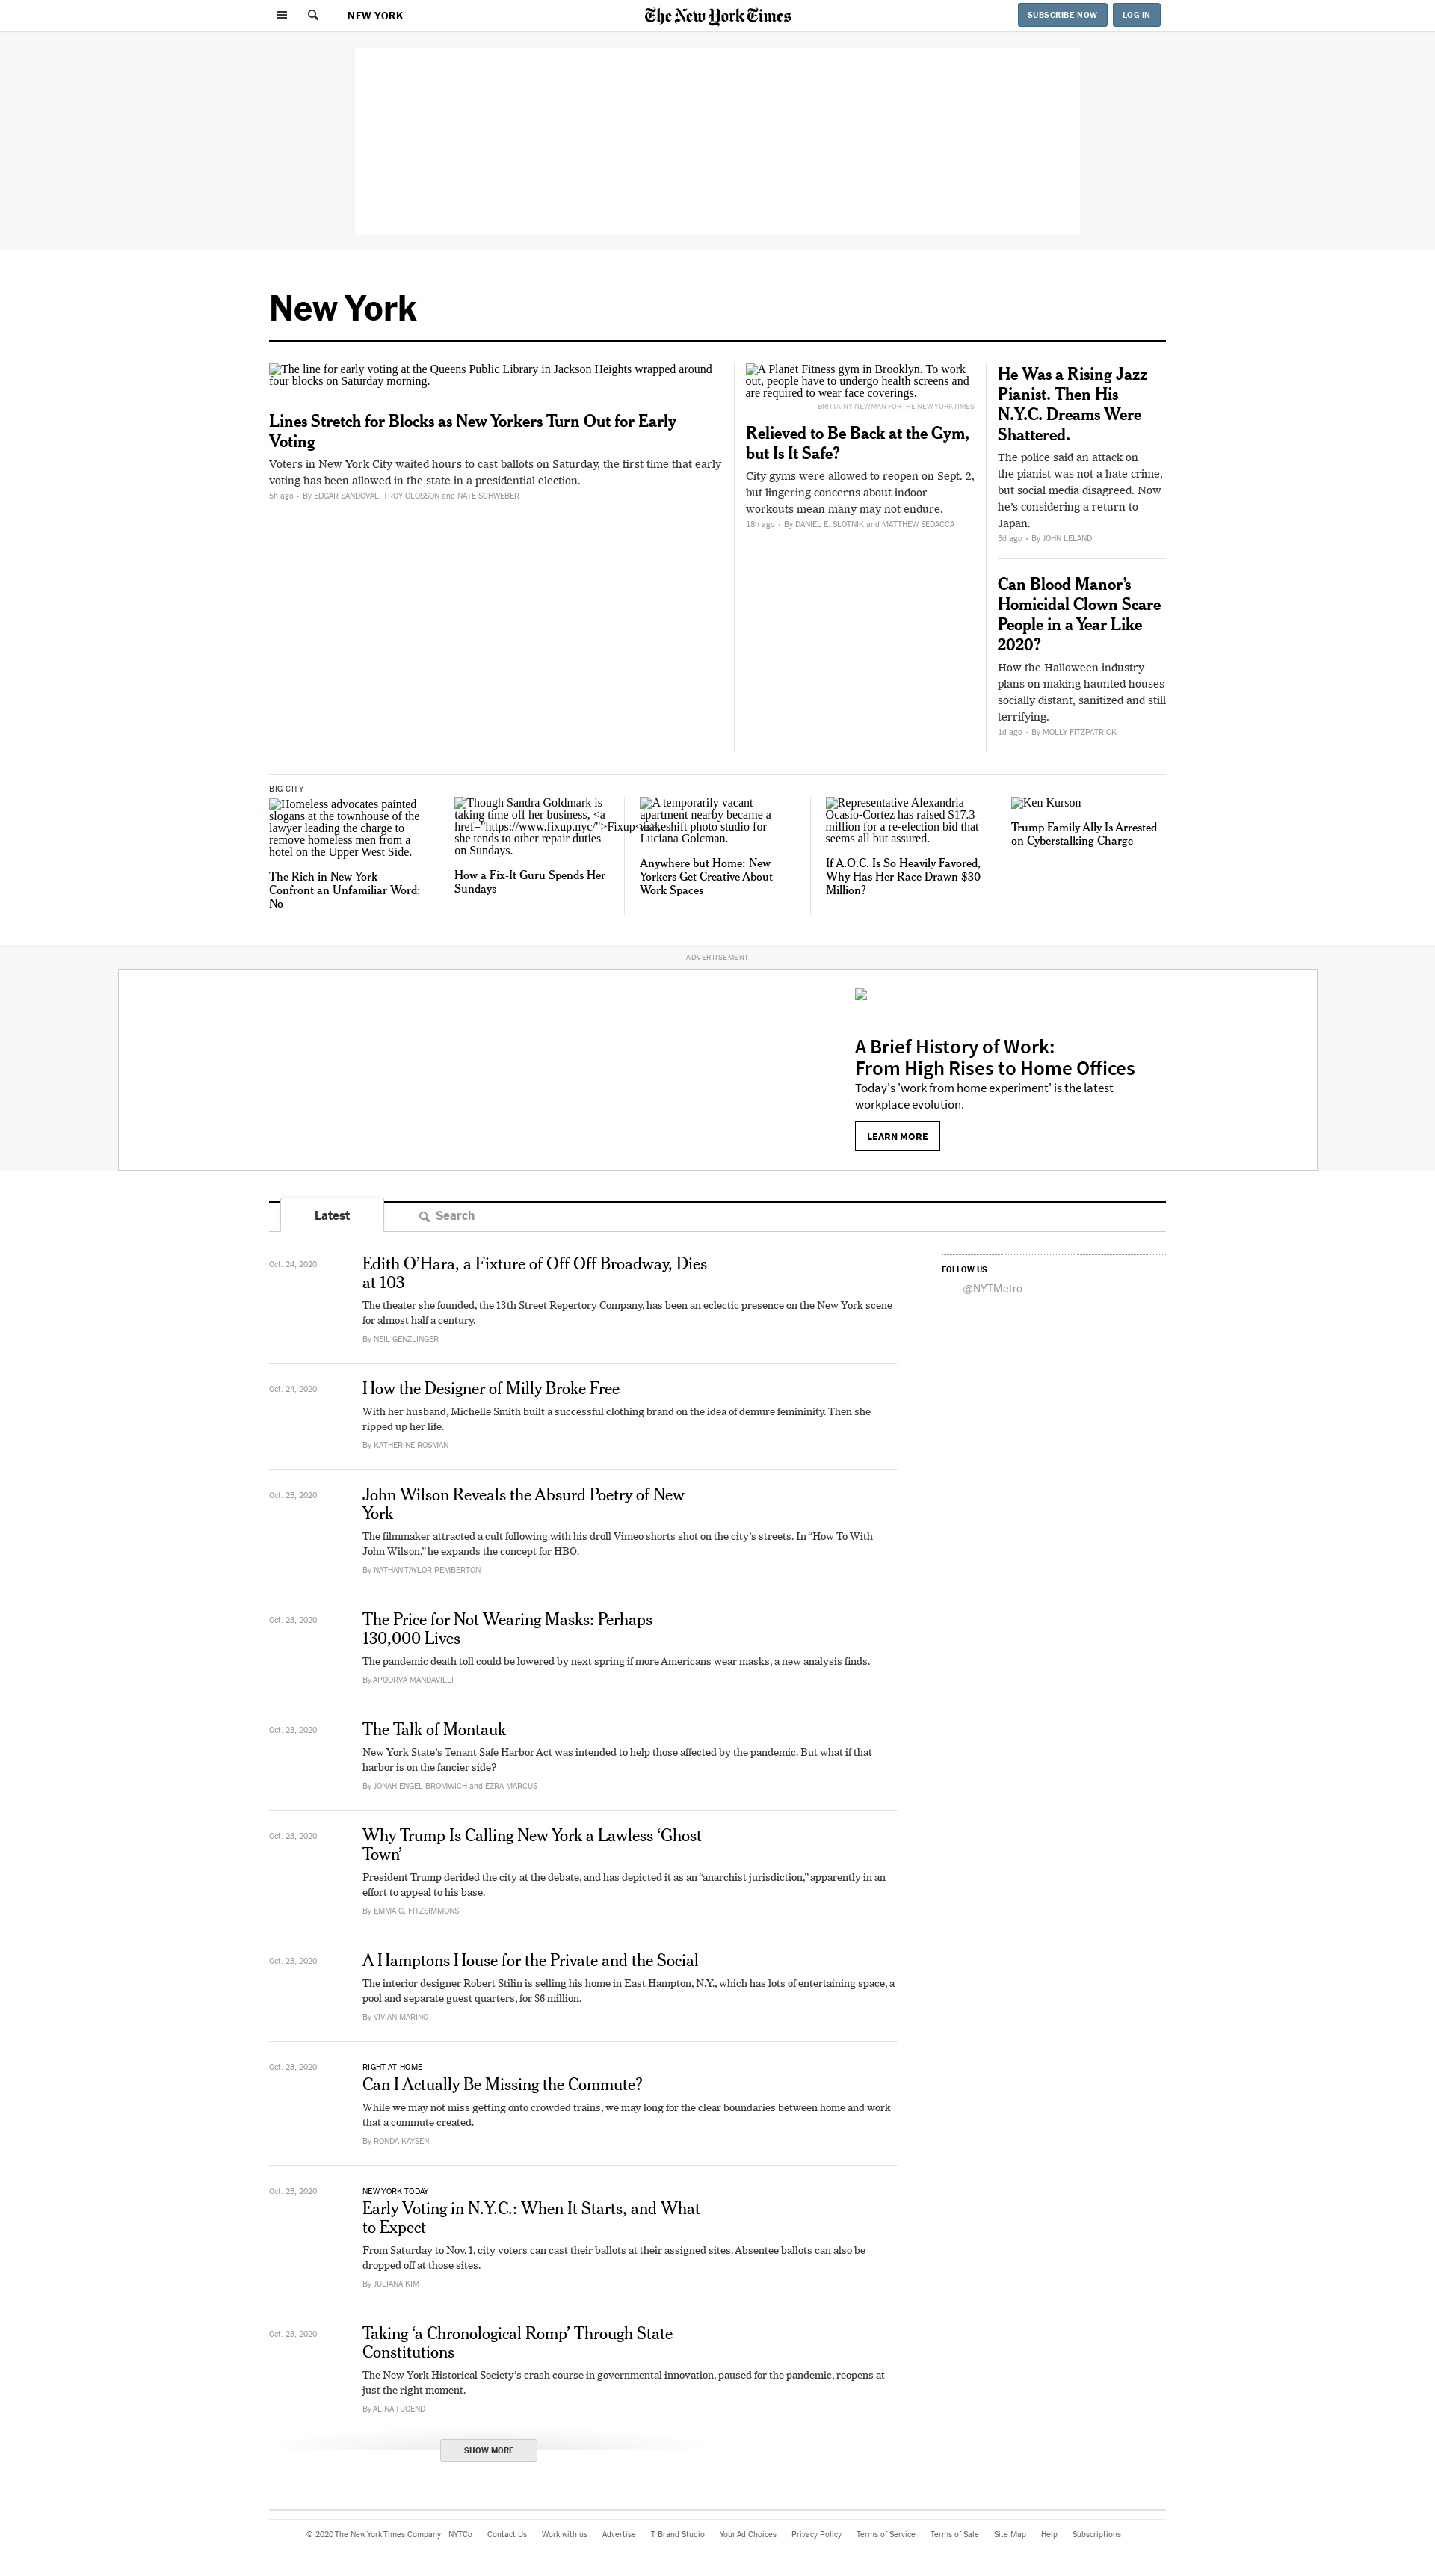 NEW YORK
The New York Times
SUBSCRIBE NOW
LOG IN
New York
The line for early voting at the Queens Public Library in Jackson Heights wrapped around
four blocks on Saturday morning.
Lines Stretch for Blocks as New Yorkers Turn Out for Early
Voting
Voters in New York City waited hours to cast ballots on Saturday, the first time that early
voting has been allowed in the state in a presidential election.
5h ago • By EDGAR SANDOVAL, TROY CLOSSON and NATE SCHWEBER
A Planet Fitness gym in Brooklyn. To work
out, people have to undergo health screens and
are required to wear face coverings.
BRITTAINY NEWMAN FOR THE NEW YORK TIMES
Relieved to Be Back at the Gym,
but Is It Safe?
City gyms were allowed to reopen on Sept. 2,
but lingering concerns about indoor
workouts mean many may not endure.
18h ago • By DANIEL E. SLOTNIK and MATTHEW SEDACCA
He Was a Rising Jazz
Pianist. Then His
N.Y.C. Dreams Were
Shattered.
The police said an attack on
the pianist was not a hate crime,
but social media disagreed. Now
he’s considering a return to
Japan.
3d ago • By JOHN LELAND
Can Blood Manor’s
Homicidal Clown Scare
People in a Year Like
2020?
How the Halloween industry
plans on making haunted houses
socially distant, sanitized and still
terrifying.
1d ago • By MOLLY FITZPATRICK
BIG CITY
Homeless advocates painted
slogans at the townhouse of the
lawyer leading the charge to
remove homeless men from a
hotel on the Upper West Side.
The Rich in New York
Confront an Unfamiliar Word:
No
Though Sandra Goldmark is
taking time off her business, <a
href="https://www.fixup.nyc/">Fixup</a>,
she tends to other repair duties
on Sundays.
How a Fix-It Guru Spends Her
Sundays
A temporarily vacant
apartment nearby became a
makeshift photo studio for
Luciana Golcman.
Anywhere but Home: New
Yorkers Get Creative About
Work Spaces
Representative Alexandria
Ocasio-Cortez has raised $17.3
million for a re-election bid that
seems all but assured.
If A.O.C. Is So Heavily Favored,
Why Has Her Race Drawn $30
Million?
Ken Kurson
Trump Family Ally Is Arrested
on Cyberstalking Charge
ADVERTISEMENT
A Brief History of Work:
From High Rises to Home Offices
Today's 'work from home experiment' is the latest
workplace evolution.
LEARN MORE
Latest
Search
Oct. 24, 2020
Edith O’Hara, a Fixture of Off Off Broadway, Dies
at 103
The theater she founded, the 13th Street Repertory Company, has been an eclectic presence on the New York scene
for almost half a century.
By NEIL GENZLINGER
FOLLOW US
@NYTMetro
Oct. 24, 2020
How the Designer of Milly Broke Free
With her husband, Michelle Smith built a successful clothing brand on the idea of demure femininity. Then she
ripped up her life.
By KATHERINE ROSMAN
Oct. 23, 2020
John Wilson Reveals the Absurd Poetry of New
York
The filmmaker attracted a cult following with his droll Vimeo shorts shot on the city’s streets. In “How To With
John Wilson,” he expands the concept for HBO.
By NATHAN TAYLOR PEMBERTON
Oct. 23, 2020
The Price for Not Wearing Masks: Perhaps
130,000 Lives
The pandemic death toll could be lowered by next spring if more Americans wear masks, a new analysis finds.
By APOORVA MANDAVILLI
Oct. 23, 2020
The Talk of Montauk
New York State’s Tenant Safe Harbor Act was intended to help those affected by the pandemic. But what if that
harbor is on the fancier side?
By JONAH ENGEL BROMWICH and EZRA MARCUS
Oct. 23, 2020
Why Trump Is Calling New York a Lawless ‘Ghost
Town’
President Trump derided the city at the debate, and has depicted it as an “anarchist jurisdiction,” apparently in an
effort to appeal to his base.
By EMMA G. FITZSIMMONS
Oct. 23, 2020
A Hamptons House for the Private and the Social
The interior designer Robert Stilin is selling his home in East Hampton, N.Y., which has lots of entertaining space, a
pool and separate guest quarters, for $6 million.
By VIVIAN MARINO
Oct. 23, 2020
RIGHT AT HOME
Can I Actually Be Missing the Commute?
While we may not miss getting onto crowded trains, we may long for the clear boundaries between home and work
that a commute created.
By RONDA KAYSEN
Oct. 23, 2020
NEW YORK TODAY
Early Voting in N.Y.C.: When It Starts, and What
to Expect
From Saturday to Nov. 1, city voters can cast their ballots at their assigned sites. Absentee ballots can also be
dropped off at those sites.
By JULIANA KIM
Oct. 23, 2020
Taking ‘a Chronological Romp’ Through State
Constitutions
The New-York Historical Society’s crash course in governmental innovation, paused for the pandemic, reopens at
just the right moment.
By ALINA TUGEND
SHOW MORE
© 2020 The New York Times Company NYTCo Contact Us Work with us Advertise T Brand Studio Your Ad Choices Privacy Policy Terms of Service Terms of Sale Site Map Help Subscriptions